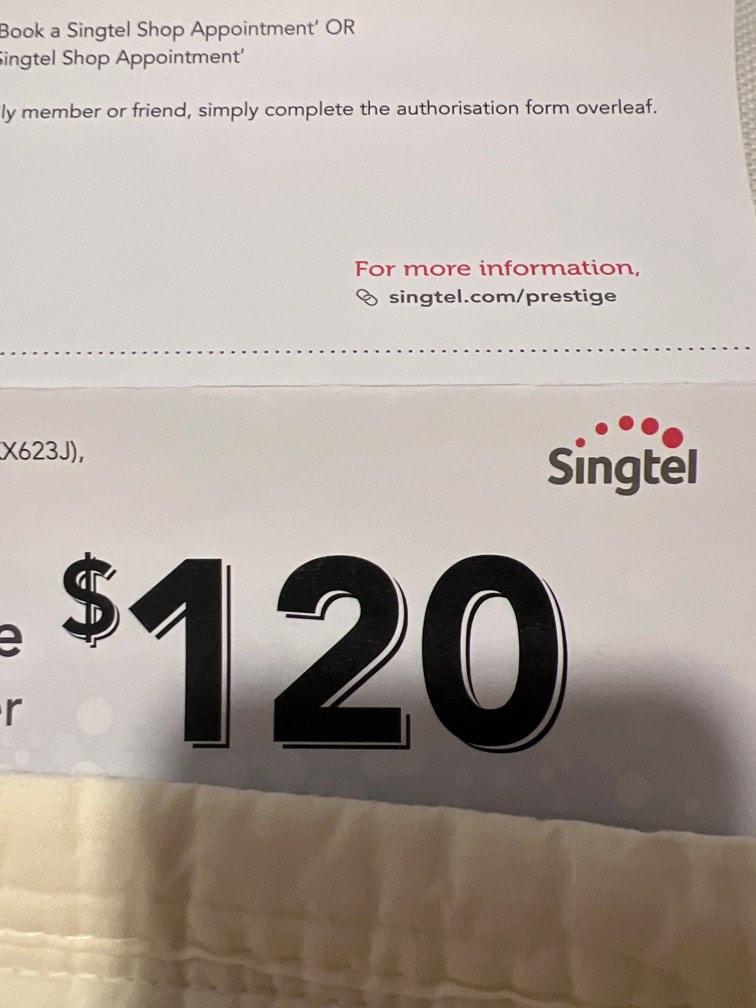 Book a Singtel Shop Appointment' OR
Singtel Shop Appointment'
ly member or friend, simply complete the authorisation form overleaf.
For more information,
singtel.com/prestige
X623J),
Singtel
$120
e
r